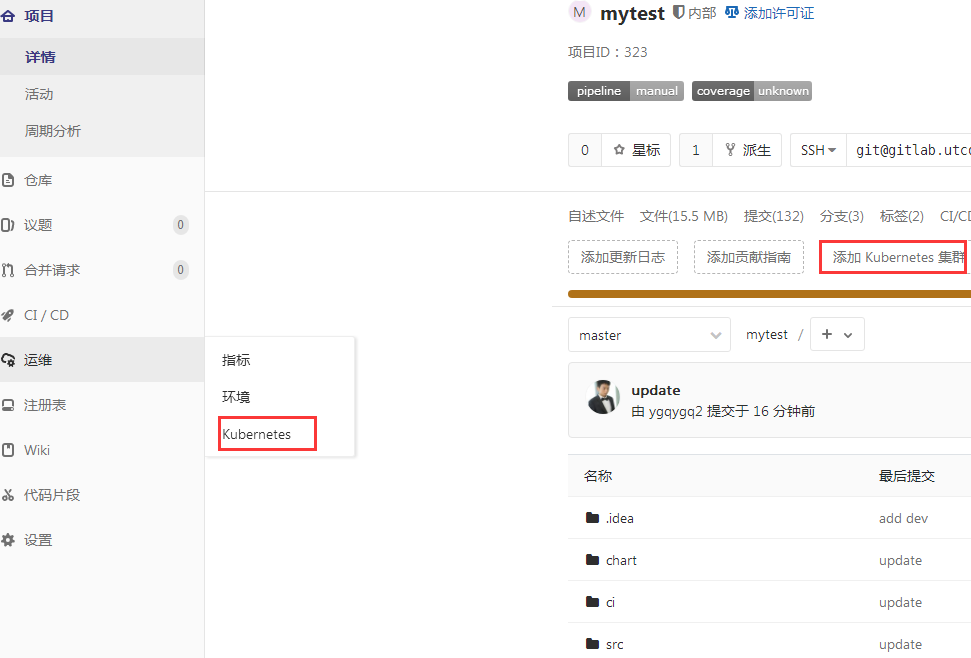 项目
详情
活动
周期分析
仓库
议题 0
合并请求 0
CI / CD
运维
注册表
Wiki
代码片段
设置
指标
环境
Kubernetes
M mytest 内部 添加许可证
项目ID：323
pipeline manual coverage unknown
0 星标 1 派生 SSH git@gitlab.utc
自述文件 文件(15.5 MB) 提交(132) 分支(3) 标签(2) CI/CD
添加更新日志 添加贡献指南 添加 Kubernetes 集群
master mytest / +
update
由 ygqygq2 提交于 16 分钟前
名称 最后提交
.idea add dev
chart update
ci update
src update